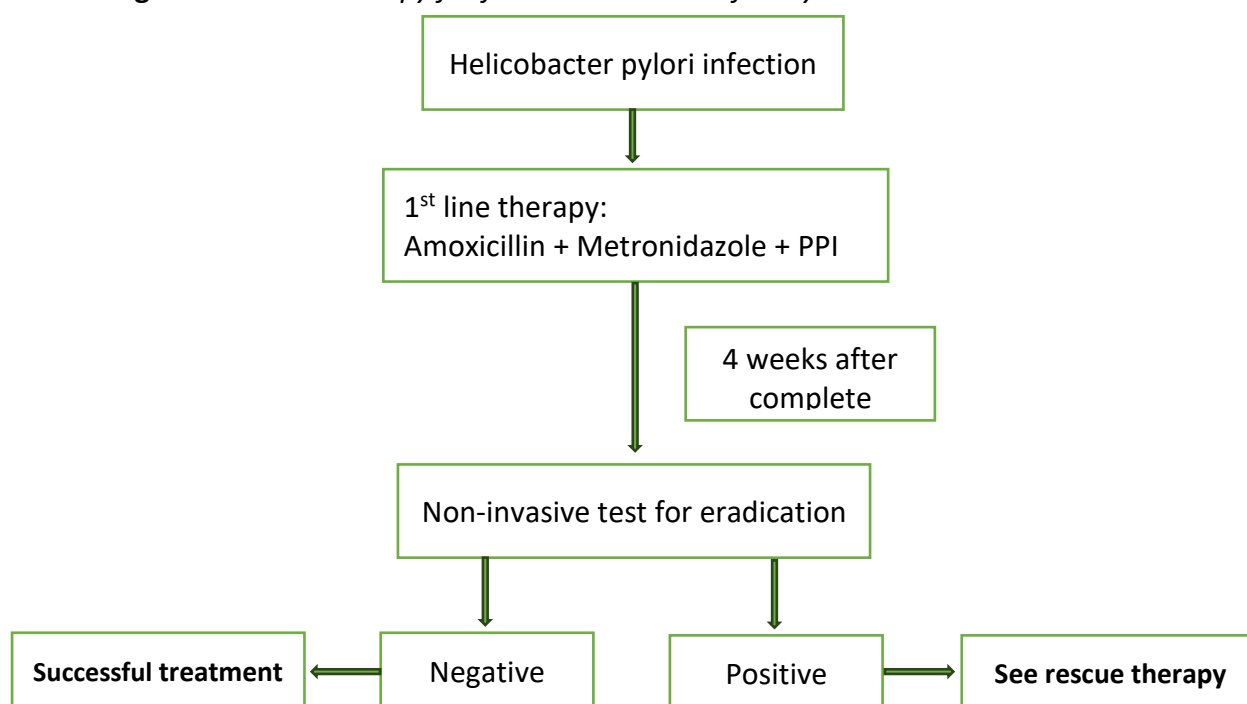 Helicobacter pylori infection
1st line therapy:
Amoxicillin + Metronidazole + PPI
4 weeks after
complete
Non-invasive test for eradication
Successful treatment
Negative
Positive
See rescue therapy